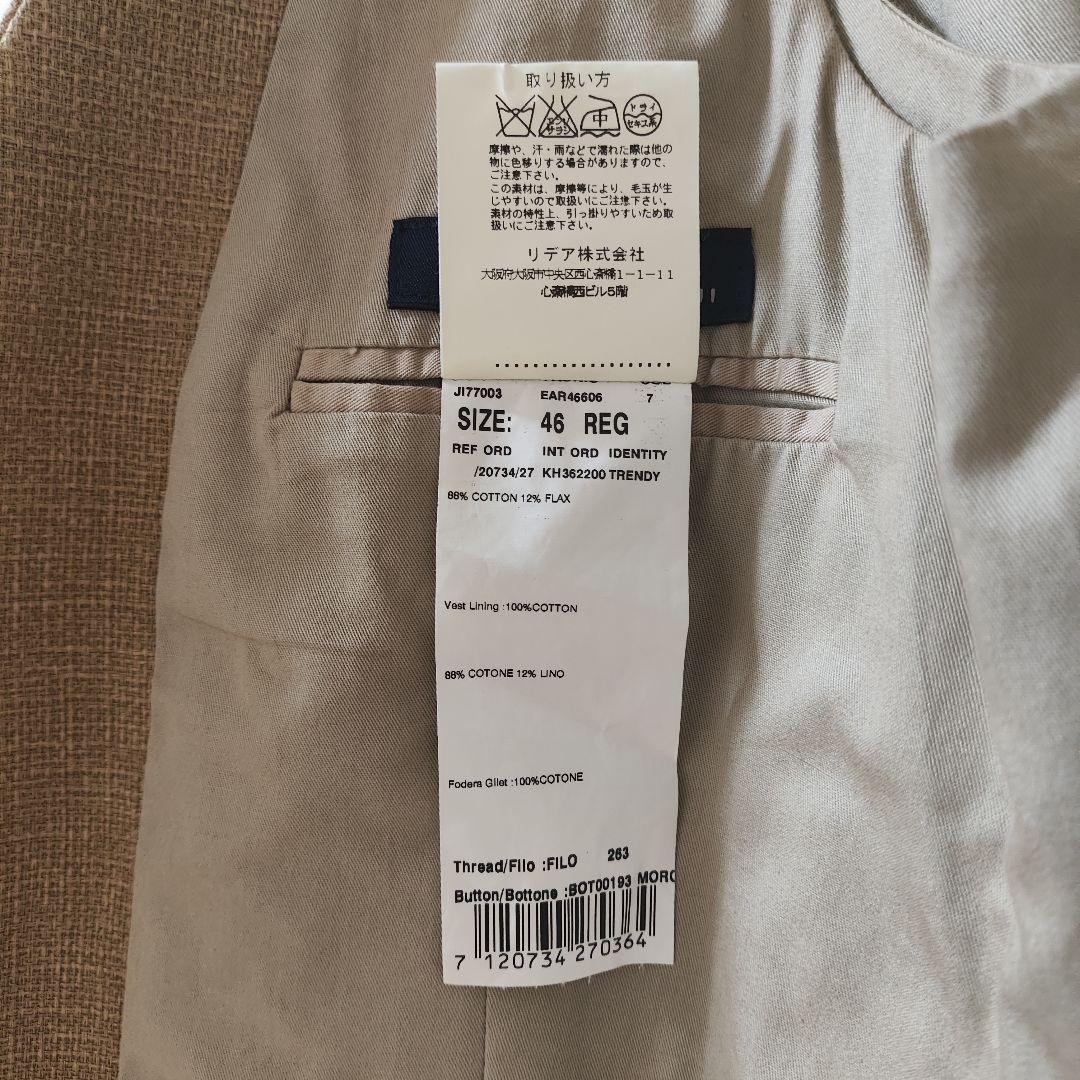 取り扱い方
エンソ サラシ 中 ドライ セキユ系
摩擦や、汗・雨などで濡れた際は他の
物に色移りする場合がありますので、
ご注意下さい。
この素材は、摩擦等により、毛玉が生
じやすいので取扱いにご注意下さい。
素材の特性上、引っ掛りやすいため取
扱いにご注意下さい。
リデア株式会社
大阪府大阪市中央区西心斎橋1-1-11
心斎橋西ビル5階
JI77003 EAR46606 7
SIZE: 46 REG
REF ORD INT ORD IDENTITY
/20734/27 KH362200 TRENDY
88% COTTON 12% FLAX
Vest Lining :100%COTTON
88% COTONE 12% LINO
Fodera Gilet :100%COTONE
Thread/Filo :FILO 263
Button/Bottone :BOT00193 MORO
7 120734 270364